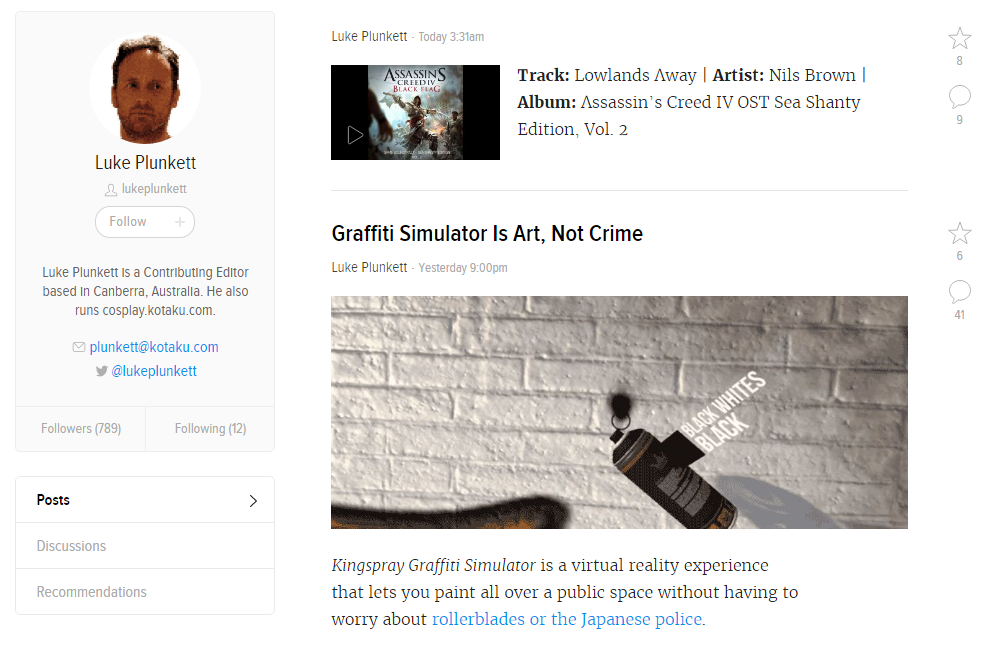 Luke Plunkett
lukeplunkett
Follow +
Luke Plunkett is a Contributing Editor
based in Canberra, Australia. He also
runs cosplay.kotaku.com.
plunkett@kotaku.com
@lukeplunkett
Followers (789)
Following (12)
Posts
Discussions
Recommendations
Luke Plunkett - Today 3:31am
ASSASSIN'S
CREED IV
BLACK FLAG
Track: Lowlands Away | Artist: Nils Brown |
Album: Assassin's Creed IV OST Sea Shanty
Edition, Vol. 2
8
9
Graffiti Simulator Is Art, Not Crime
Luke Plunkett - Yesterday 9:00pm
6
41
BLACK WHITES
BLACK
Kingspray Graffiti Simulator is a virtual reality experience
that lets you paint all over a public space without having to
worry about rollerblades or the Japanese police.